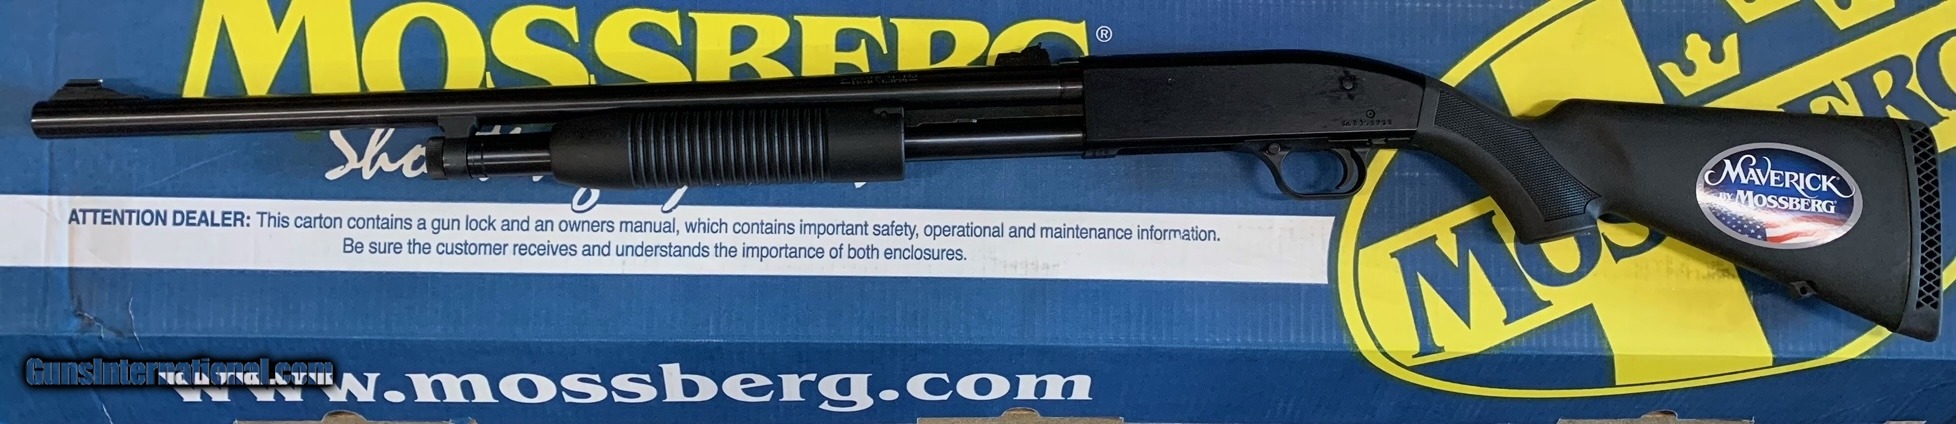 MOSSBERG®
ATTENTION DEALER: This carton contains a gun lock and an owners manual, which contains important safety, operational and maintenance information.
Be sure the customer receives and understands the importance of both enclosures.
MAVERICK®
BY MOSSBERG®
MOSSBERG
GunsInternational.com
www.mossberg.com